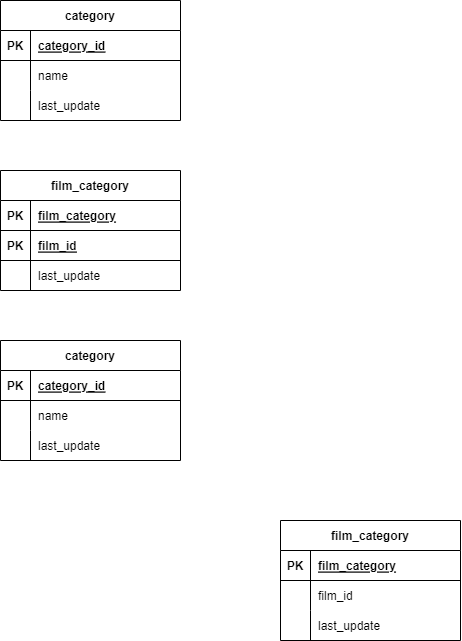 category
PK category_id
name
last_update
film_category
PK film_category
PK film_id
last_update
category
PK category_id
name
last_update
film_category
PK film_category
film_id
last_update